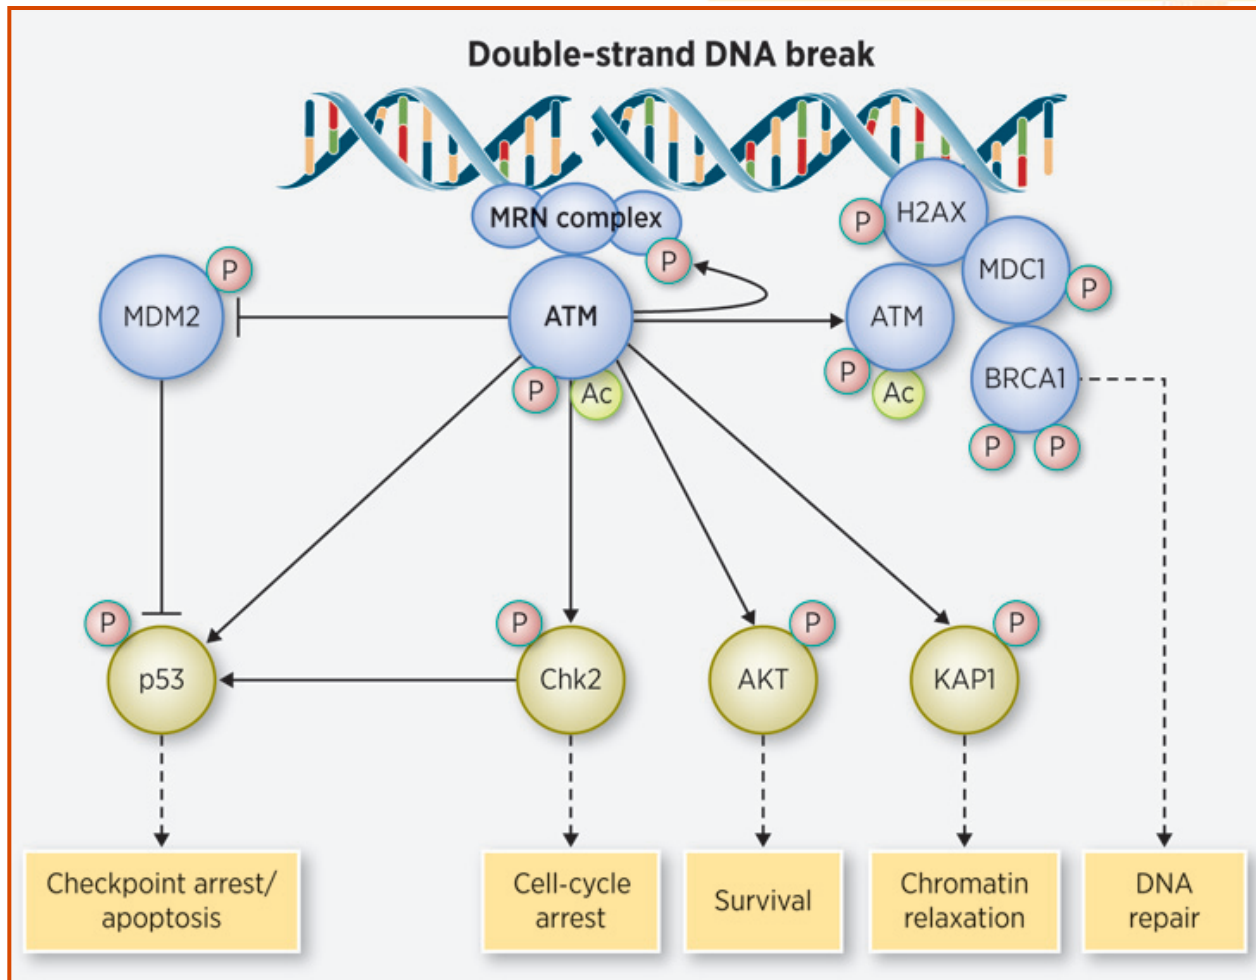 Double-strand DNA break
MRN complex
H2AX
P
P
MDC1
P
P
MDM2
ATM
ATM
P
P
Ac
P
Ac
BRCA1
P
P
P
P
P
P
p53
Chk2
AKT
KAP1
Checkpoint arrest/
apoptosis
Cell-cycle
arrest
Survival
Chromatin
relaxation
DNA
repair